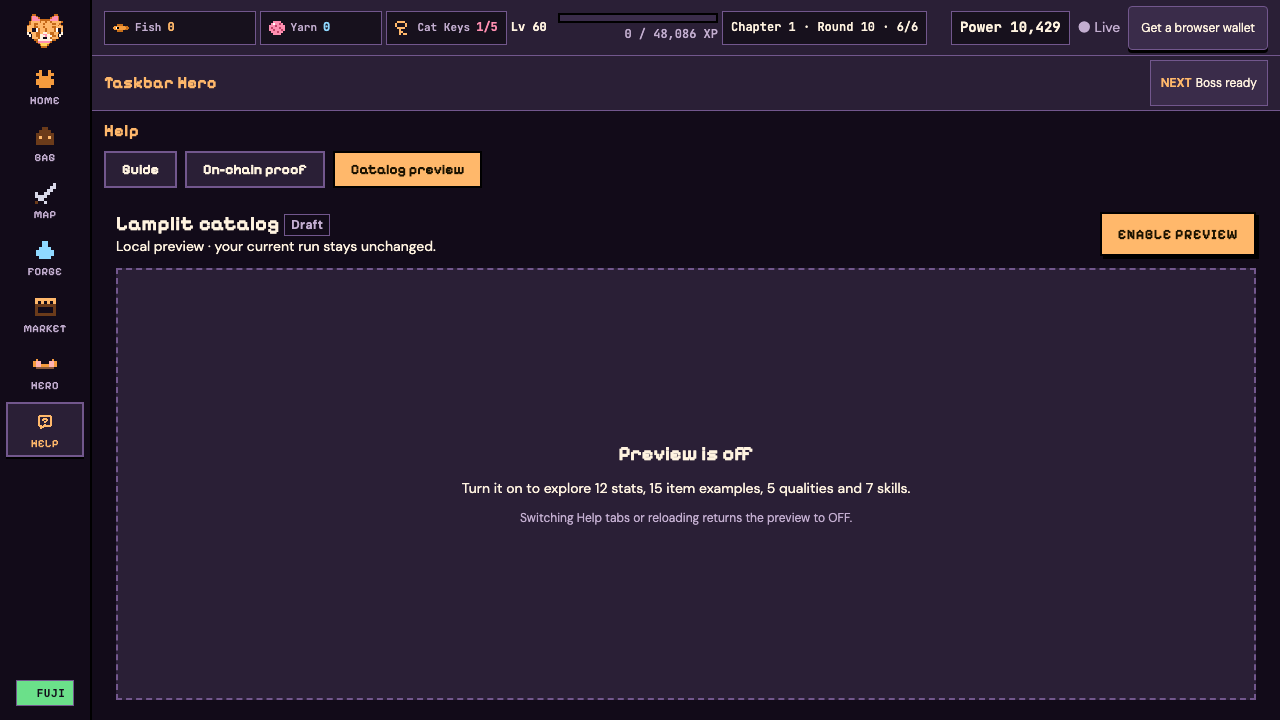 Fish 0
Yarn 0
Cat Keys 1/5
Lv 60
0 / 48,086 XP
Chapter 1 · Round 10 · 6/6
Power 10,429
Live
Get a browser wallet
HOME
BAG
MAP
FORGE
MARKET
HERO
HELP
FUJI
Taskbar Hero
NEXT Boss ready
Help
Guide
On-chain proof
Catalog preview
Lamplit catalog Draft
Local preview · your current run stays unchanged.
ENABLE PREVIEW
Preview is off
Turn it on to explore 12 stats, 15 item examples, 5 qualities and 7 skills.
Switching Help tabs or reloading returns the preview to OFF.